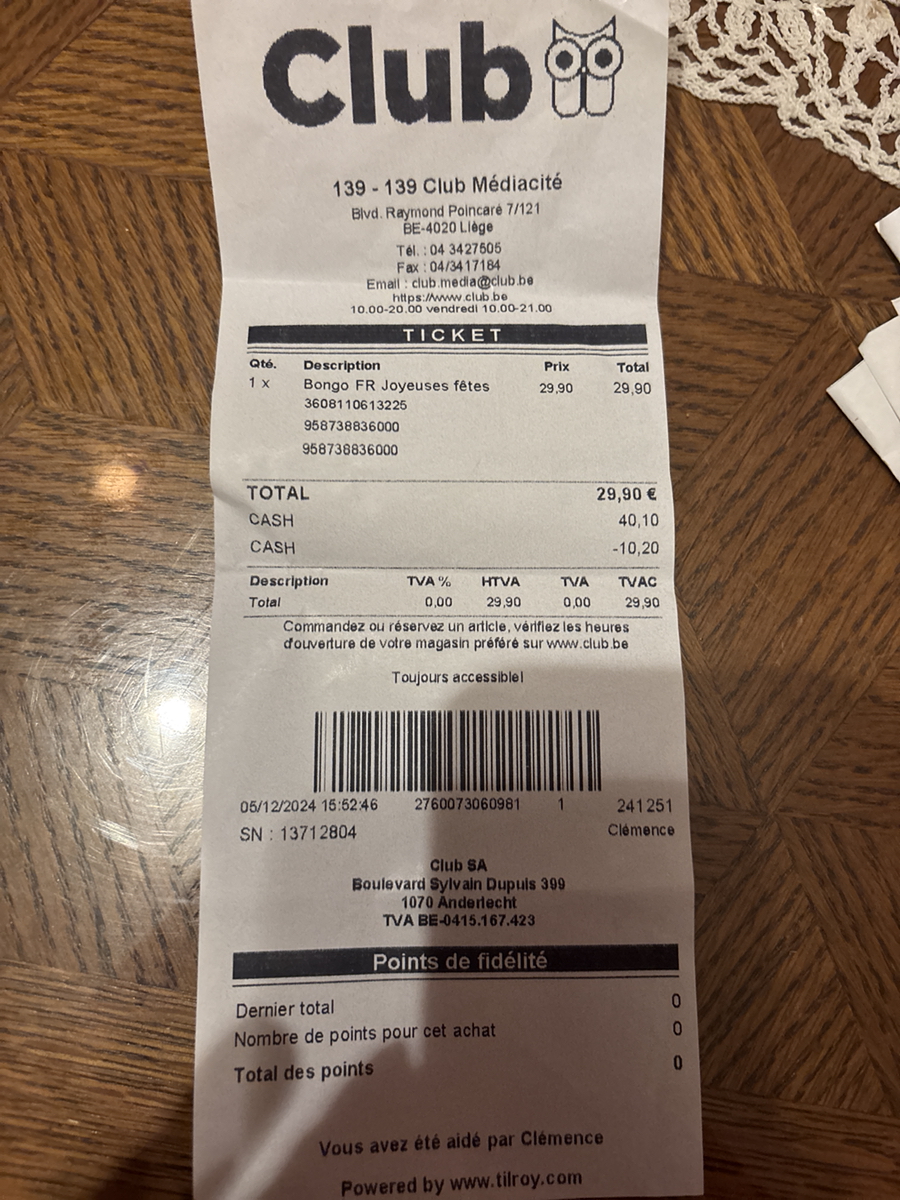 Club
139 - 139 Club Médiacité
Blvd. Raymond Poincaré 7/121
BE-4020 Liège
Tél. : 04 3427505
Fax : 04/3417184
Email : club.media@club.be
https://www.club.be
10.00-20.00 vendredi 10.00-21.00
TICKET
Qté. Description Prix Total
1 x Bongo FR Joyeuses fêtes 29,90 29,90
3608110613225
958738836000
958738836000
TOTAL 29,90 €
CASH 40,10
CASH -10,20
Description TVA % HTVA TVA TVAC
Total 0,00 29,90 0,00 29,90
Commandez ou réservez un article, vérifiez les heures
d'ouverture de votre magasin préféré sur www.club.be
Toujours accessible!
05/12/2024 15:52:46 2760073060981 1 241251
SN : 13712804 Clémence
Club SA
Boulevard Sylvain Dupuis 399
1070 Anderlecht
TVA BE-0415.167.423
Points de fidélité
Dernier total 0
Nombre de points pour cet achat 0
Total des points 0
Vous avez été aidé par Clémence
Powered by www.tilroy.com